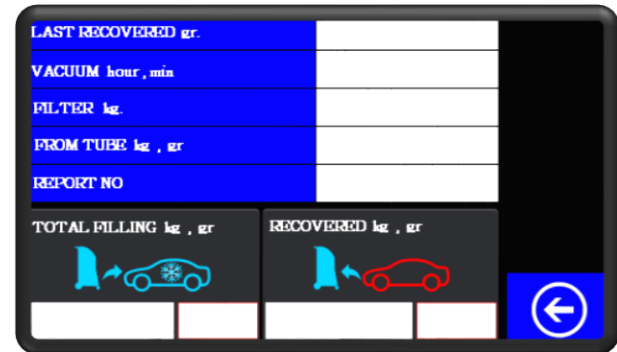 LAST RECOVERED gr.
VACUUM hour,min
FILTER kg.
FROM TUBE kg , gr
REPORT NO
TOTAL FILLING kg , gr
RECOVERED kg , gr